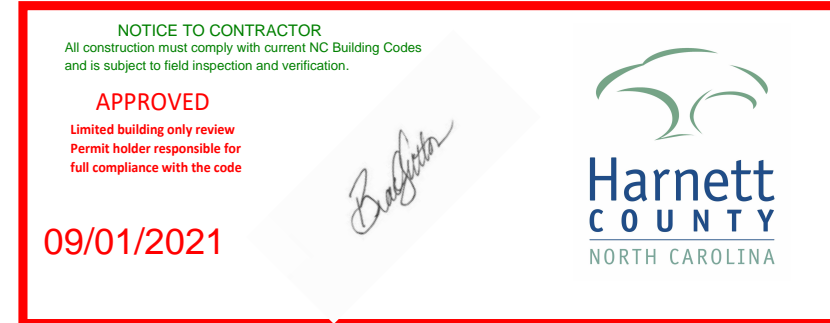 NOTICE TO CONTRACTOR
All construction must comply with current NC Building Codes
and is subject to field inspection and verification.
APPROVED
Limited building only review
Permit holder responsible for
full compliance with the code
09/01/2021
Harnett
COUNTY
NORTH CAROLINA